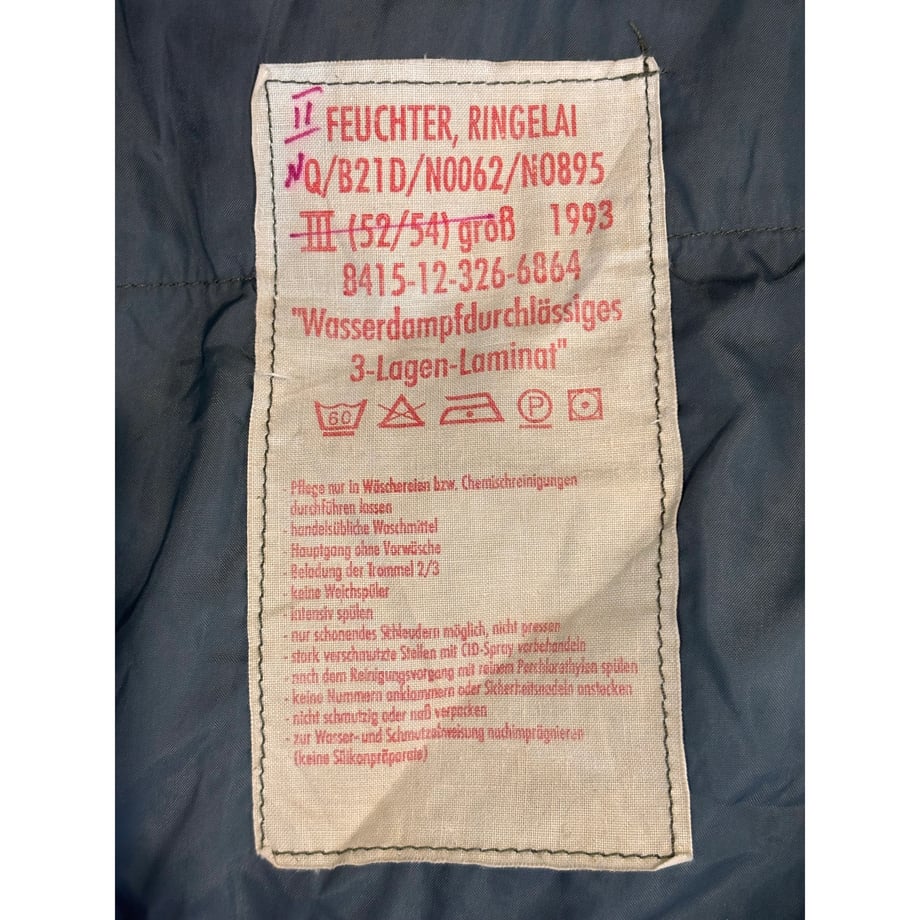 II FEUCHTER, RINGELAI
NQ/B21D/N0062/N0895
III (52/54) groß 1993
8415-12-326-6864
"Wasserdampfdurchlässiges
3-Lagen-Laminat"
60 P
- Pflege nur in Wäschereien bzw. Chemischreinigungen
durchführen lassen
- handelsübliche Waschmittel
- Hauptgang ohne Vorwäsche
- Beladung der Trommel 2/3
- keine Weichspüler
- intensiv spülen
- nur schonendes Schleudern möglich, nicht pressen
- stark verschmutzte Stellen mit C1D-Spray vorbehandeln
- nach dem Reinigungsvorgang mit reinem Perchlorathylen spülen
- keine Nummern anklammern oder Sicherheitsnadeln anstecken
- nicht schmutzig oder naß verpacken
- zur Wasser- und Schmutzabweisung nachimprägnieren
(keine Silikonpräparate)